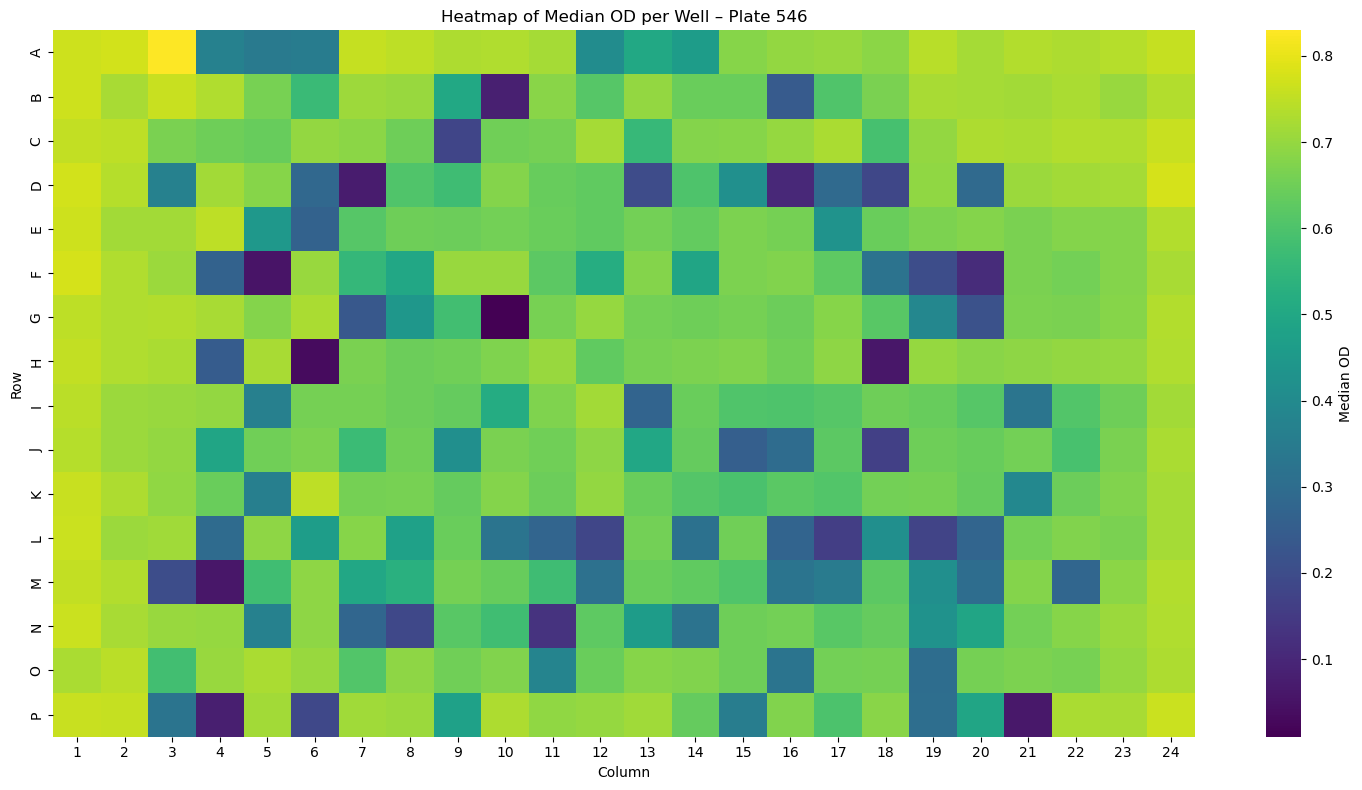 Heatmap of Median OD per Well – Plate 546
Row
A
B
C
D
E
F
G
H
I
J
K
L
M
N
O
P
1 2 3 4 5 6 7 8 9 10 11 12 13 14 15 16 17 18 19 20 21 22 23 24
Column
0.8
0.7
0.6
0.5
0.4
0.3
0.2
0.1
Median OD